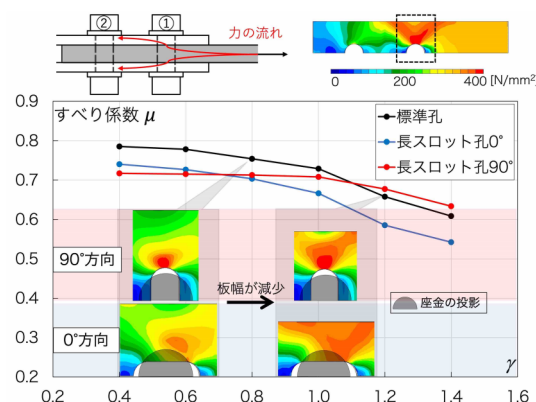 ② ①
力の流れ
0 200 400 [N/mm²]
すべり係数 μ
標準孔
長スロット孔0°
長スロット孔90°
0.9
0.8
0.7
0.6
0.5
0.4
0.3
0.2
90°方向
板幅が減少
座金の投影
0°方向
0.2 0.4 0.6 0.8 1.0 1.2 1.4 1.6
γ